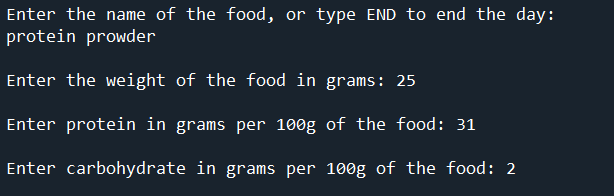 Enter the name of the food, or type END to end the day:
protein prowder
Enter the weight of the food in grams: 25
Enter protein in grams per 100g of the food: 31
Enter carbohydrate in grams per 100g of the food: 2